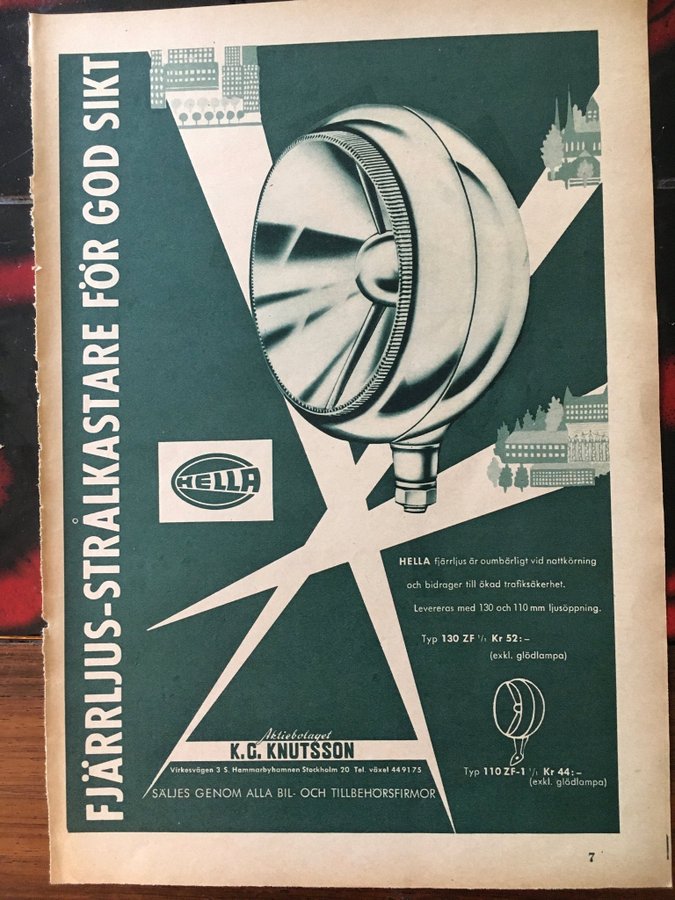 FJÄRRLJUS-STRÅLKASTARE FÖR GOD SIKT
HELLA
HELLA fjärrljus är oumbärligt vid nattkörning
och bidrager till ökad trafiksäkerhet.
Levereras med 130 och 110 mm ljusöppning.
Typ 130 ZF 1/1 Kr 52:-
(exkl. glödlampa)
Typ 110 ZF-1 1/1 Kr 44:-
(exkl. glödlampa)
Aktiebolaget
K.G. KNUTSSON
Virkesvägen 3 S. Hammarbyhamnen Stockholm 20 Tel. växel 449175
SÄLJES GENOM ALLA BIL- OCH TILLBEHÖRSFIRMOR
7